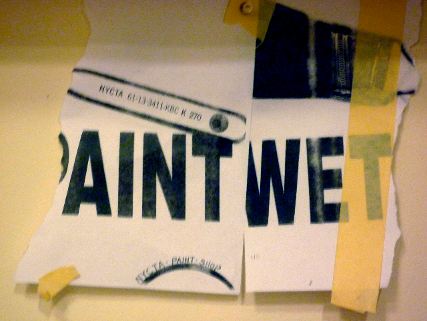 NYCTA 61-13-3411-KBC M 270
PAINT WET
NYCTA-PAINT-SHOP